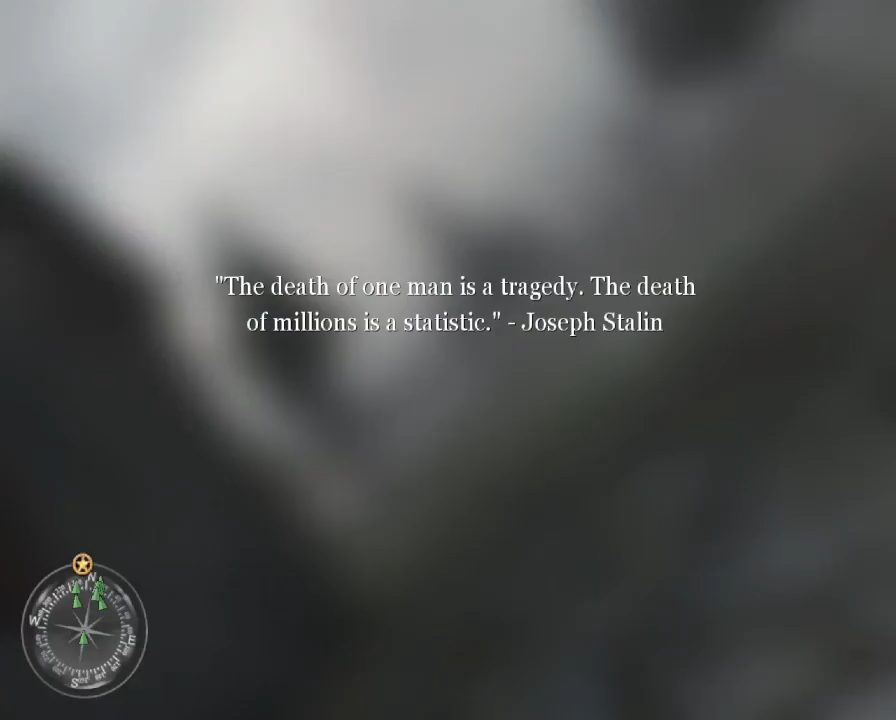 "The death of one man is a tragedy. The death
of millions is a statistic." - Joseph Stalin
N
W
E
S